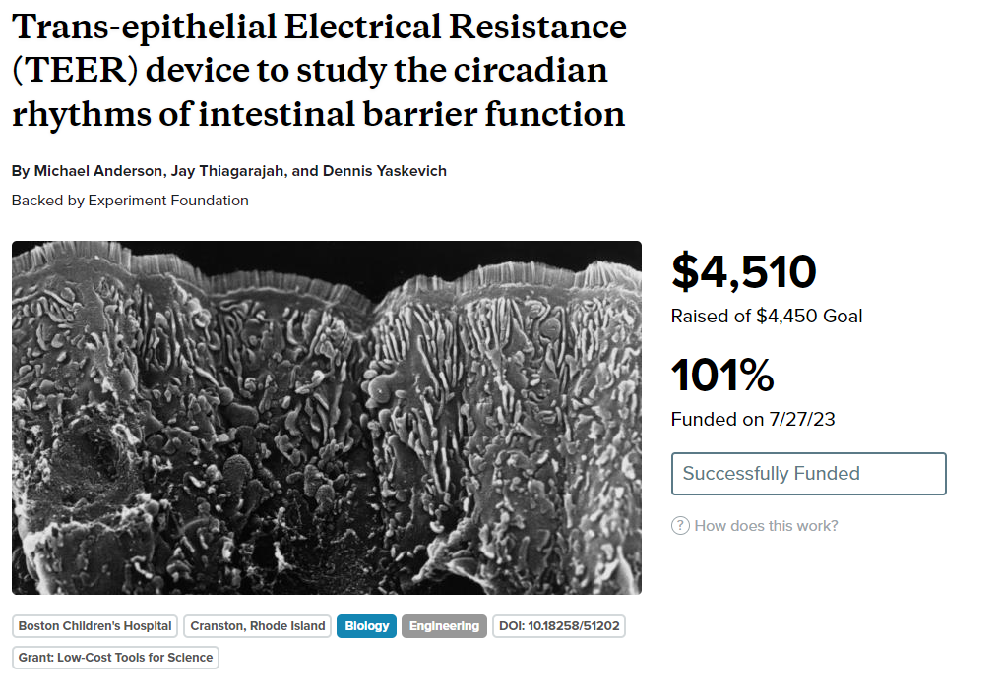 Trans-epithelial Electrical Resistance
(TEER) device to study the circadian
rhythms of intestinal barrier function
By Michael Anderson, Jay Thiagarajah, and Dennis Yaskevich
Backed by Experiment Foundation
$4,510
Raised of $4,450 Goal
101%
Funded on 7/27/23
Successfully Funded
? How does this work?
Boston Children's Hospital Cranston, Rhode Island Biology Engineering DOI: 10.18258/51202
Grant: Low-Cost Tools for Science